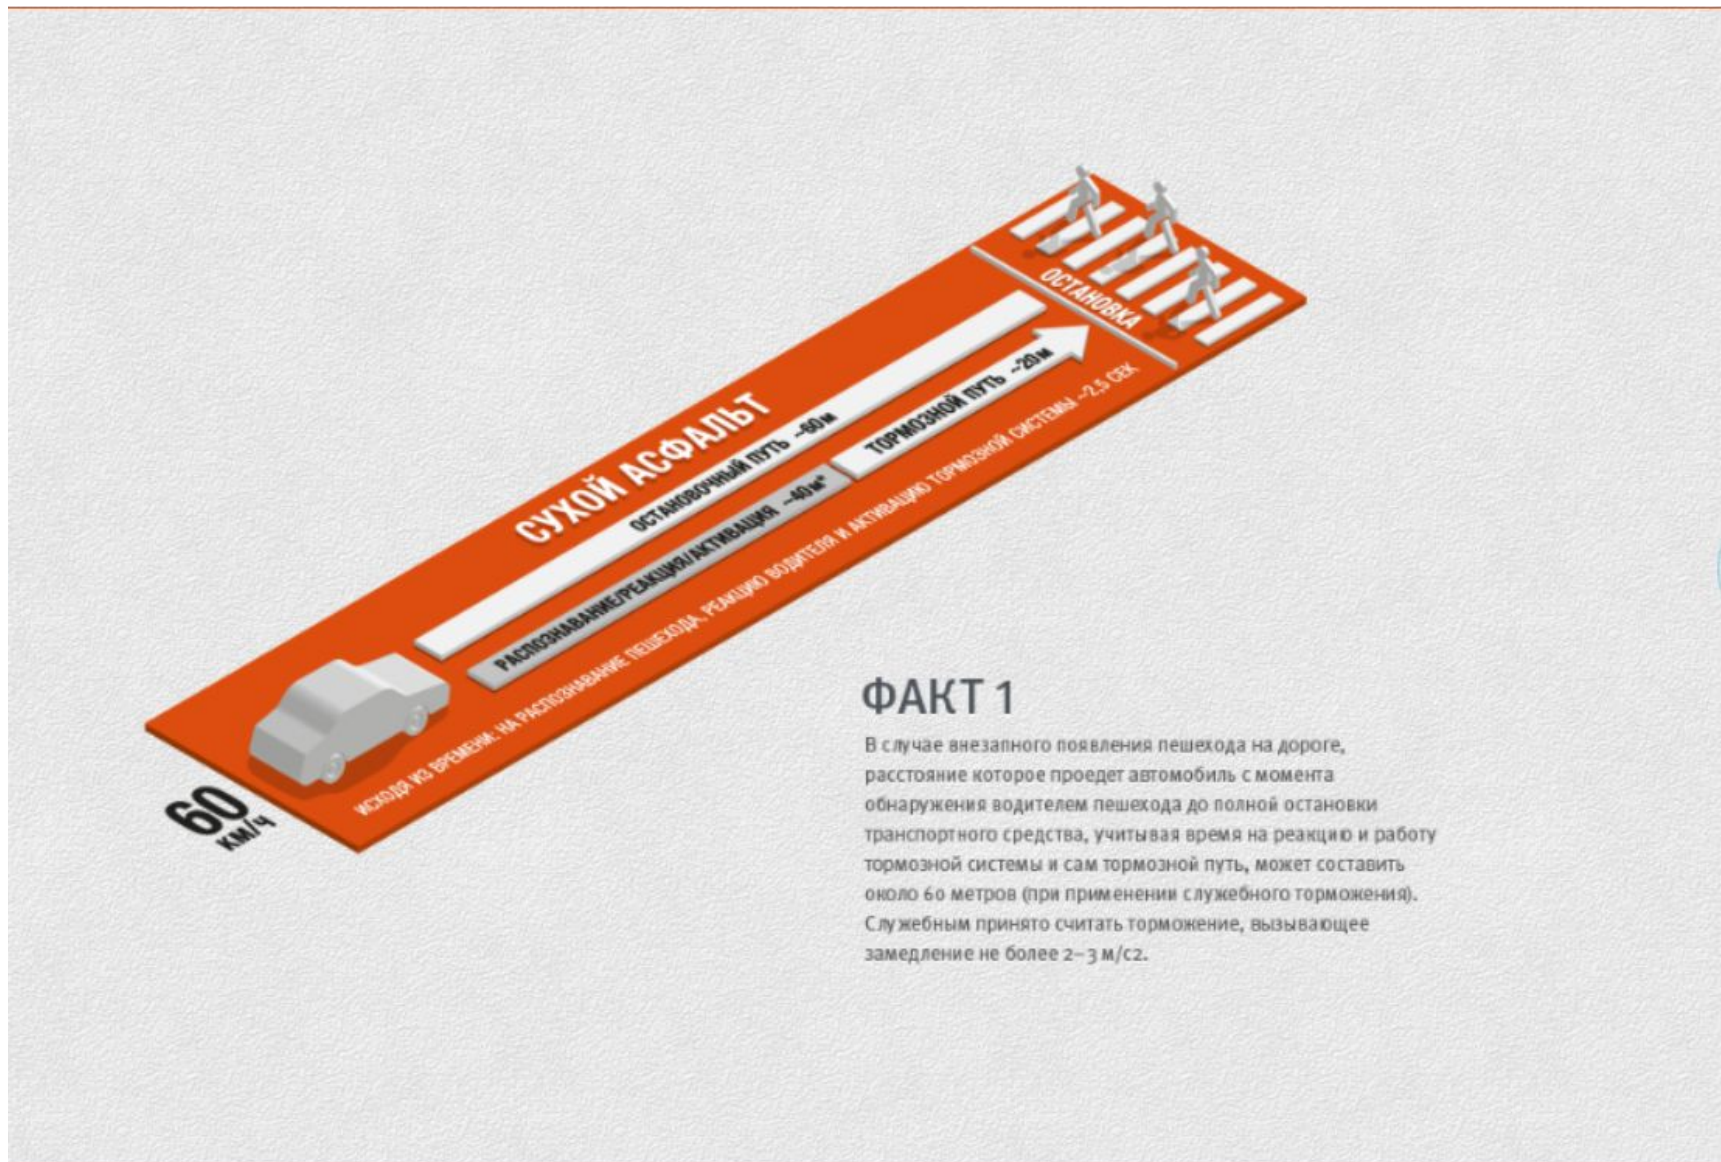 ОСТАНОВКА
СУХОЙ АСФАЛЬТ
ОСТАНОВОЧНЫЙ ПУТЬ ~60 м
РАСПОЗНАВАНИЕ/РЕАКЦИЯ/АКТИВАЦИЯ ~40 м*
ТОРМОЗНОЙ ПУТЬ ~20 м
ИСХОДЯ ИЗ ВРЕМЕНИ: НА РАСПОЗНАВАНИЕ ПЕШЕХОДА, РЕАКЦИЮ ВОДИТЕЛЯ И АКТИВАЦИЮ ТОРМОЗНОЙ СИСТЕМЫ ~2,5 СЕК
60
КМ/Ч
ФАКТ 1
В случае внезапного появления пешехода на дороге,
расстояние которое проедет автомобиль с момента
обнаружения водителем пешехода до полной остановки
транспортного средства, учитывая время на реакцию и работу
тормозной системы и сам тормозной путь, может составить
около 60 метров (при применении служебного торможения).
Служебным принято считать торможение, вызывающее
замедление не более 2–3 м/с2.